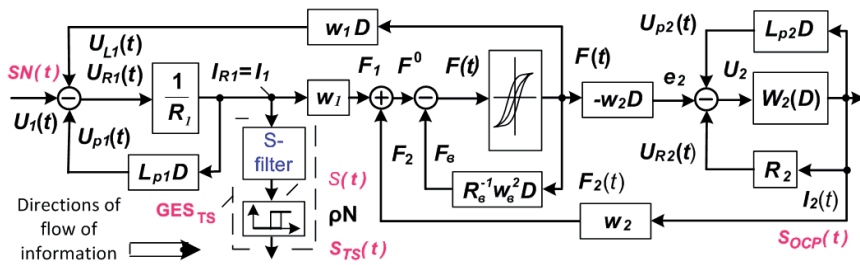 w₁D
U_L1(t)
SN(t)
U_R1(t)
U₁(t)
U_p1(t)
1
R₁
I_R1=I₁
L_p1D
w₁
F₁
F⁰
F(t)
F(t)
-w₂D
e₂
U_p2(t)
L_p2D
U₂
W₂(D)
U_R2(t)
R₂
I₂(t)
F₂
F_в
R_в⁻¹w_в²D
F₂(t)
w₂
S_OCP(t)
S-
filter
S(t)
GES_TS
ρN
S_TS(t)
Directions of
flow of
information